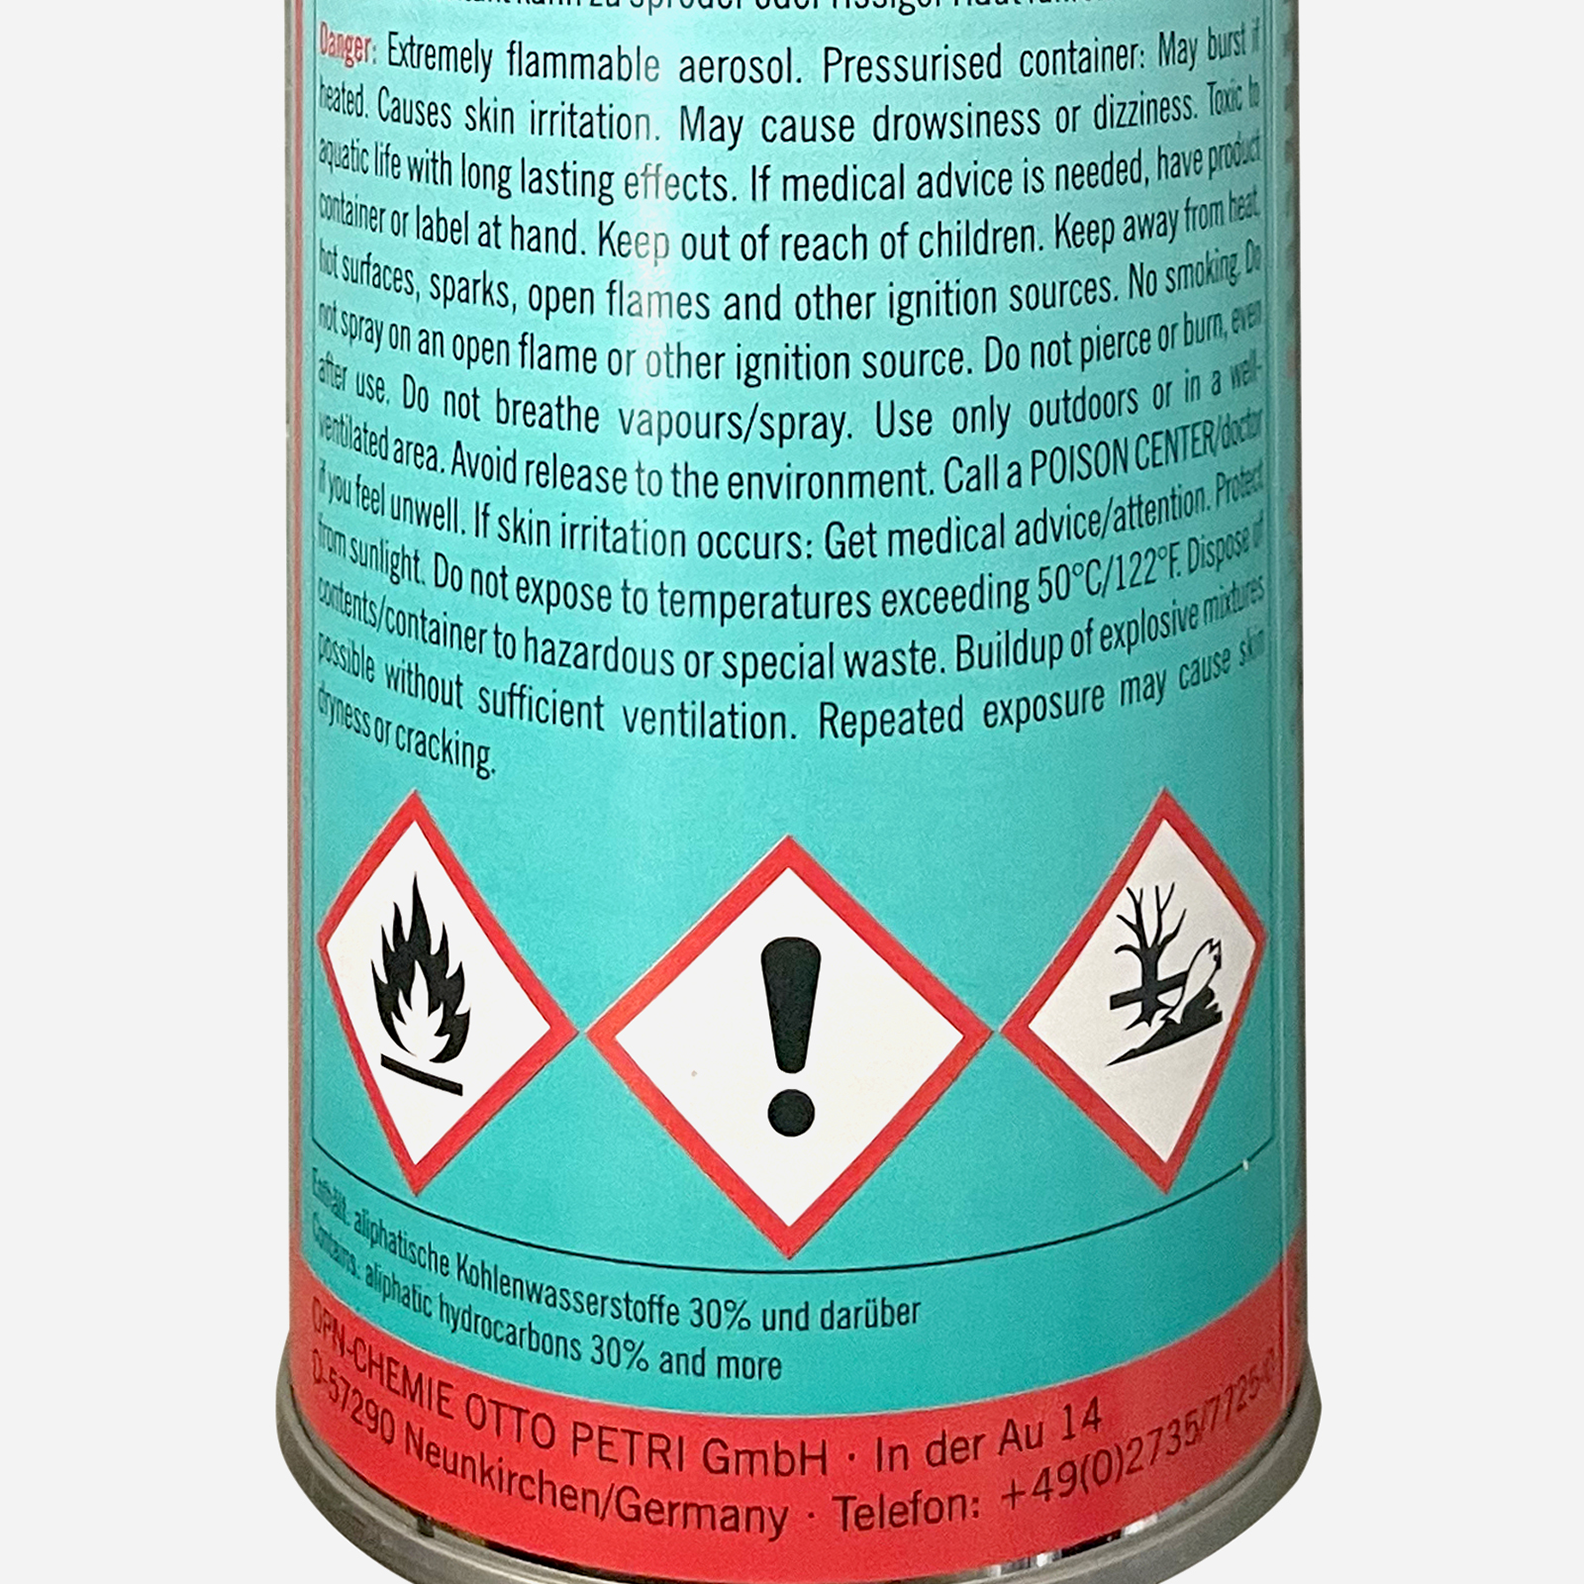 kann zu spröder oder rissiger Haut
Danger: Extremely flammable aerosol. Pressurised container: May burst if
heated. Causes skin irritation. May cause drowsiness or dizziness. Toxic to
aquatic life with long lasting effects. If medical advice is needed, have product
container or label at hand. Keep out of reach of children. Keep away from heat,
hot surfaces, sparks, open flames and other ignition sources. No smoking. Do
not spray on an open flame or other ignition source. Do not pierce or burn, even
after use. Do not breathe vapours/spray. Use only outdoors or in a well-
ventilated area. Avoid release to the environment. Call a POISON CENTER/doctor
if you feel unwell. If skin irritation occurs: Get medical advice/attention. Protect
from sunlight. Do not expose to temperatures exceeding 50°C/122°F. Dispose of
contents/container to hazardous or special waste. Buildup of explosive mixtures
possible without sufficient ventilation. Repeated exposure may cause skin
dryness or cracking.
Enthält: aliphatische Kohlenwasserstoffe 30% und darüber
Contains: aliphatic hydrocarbons 30% and more
OPN-CHEMIE OTTO PETRI GmbH · In der Au 14
D-57290 Neunkirchen/Germany · Telefon: +49(0)2735/7725-0